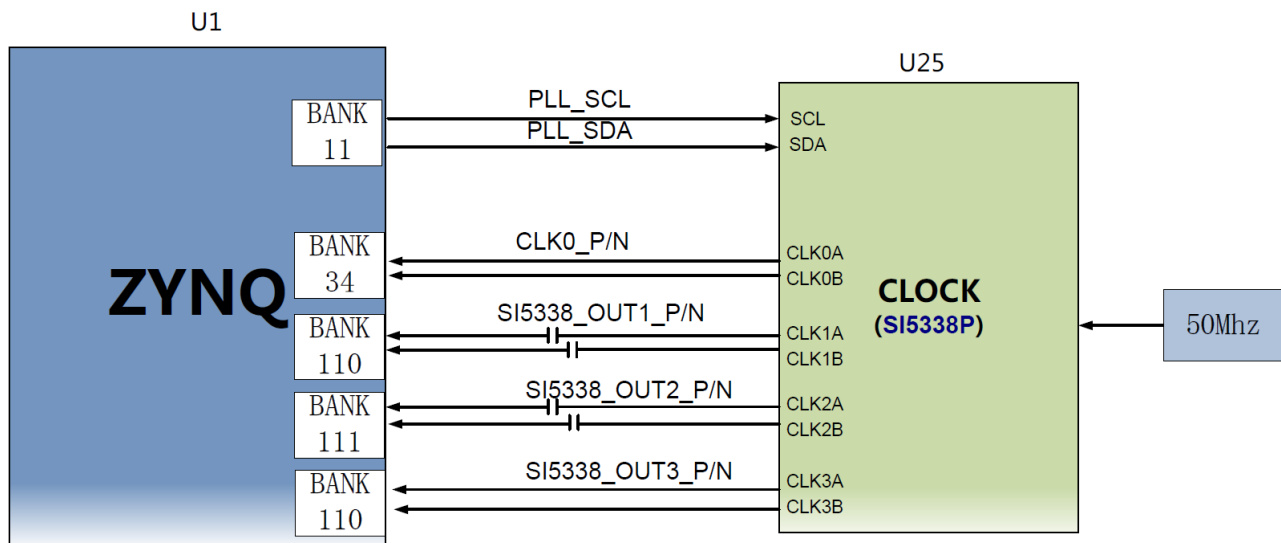 U1
U25
BANK
11
PLL_SCL
PLL_SDA
SCL
SDA
BANK
34
CLK0_P/N
CLK0A
CLK0B
ZYNQ
CLOCK
(SI5338P)
50Mhz
BANK
110
SI5338_OUT1_P/N
CLK1A
CLK1B
BANK
111
SI5338_OUT2_P/N
CLK2A
CLK2B
BANK
110
SI5338_OUT3_P/N
CLK3A
CLK3B